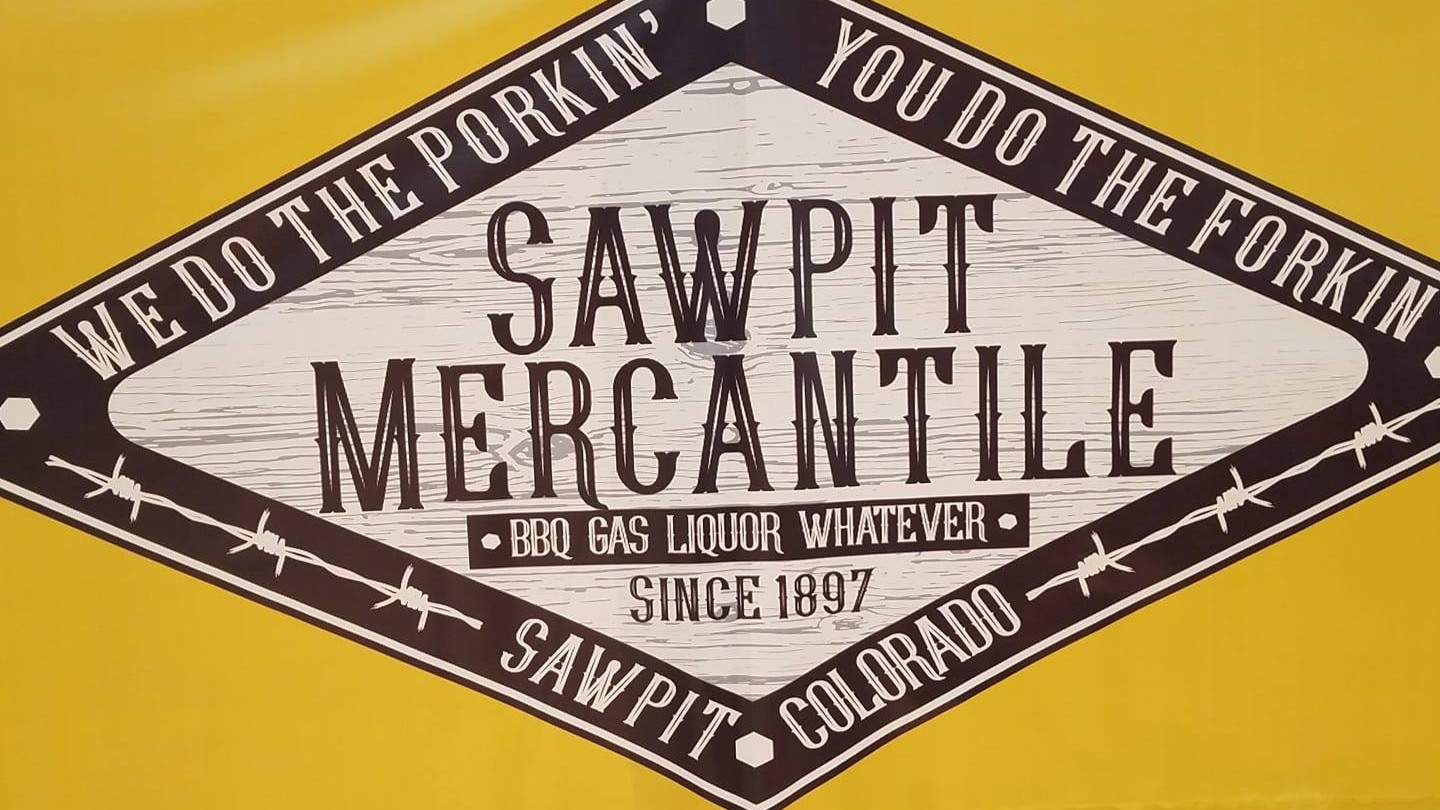 WE DO THE PORKIN'
YOU DO THE FORKIN
SAWPIT
MERCANTILE
BBQ GAS LIQUOR WHATEVER
SINCE 1897
SAWPIT
COLORADO